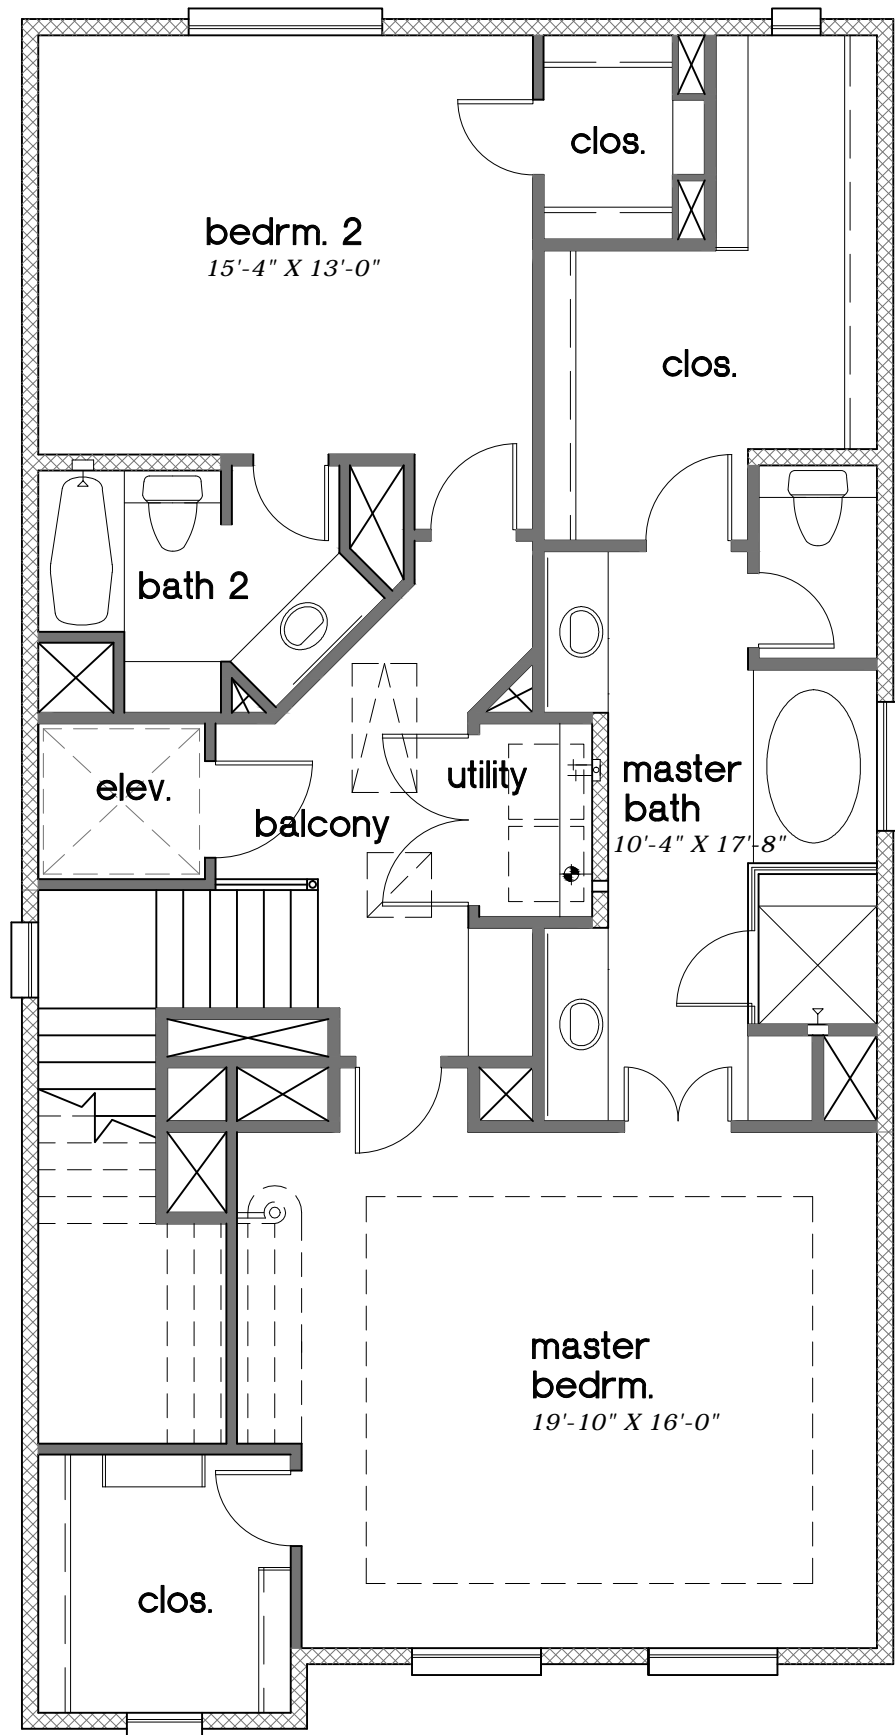 clos.
bedrm. 2
15'-4" X 13'-0"
clos.
bath 2
utility
master
bath
10'-4" X 17'-8"
elev.
balcony
master
bedrm.
19'-10" X 16'-0"
clos.